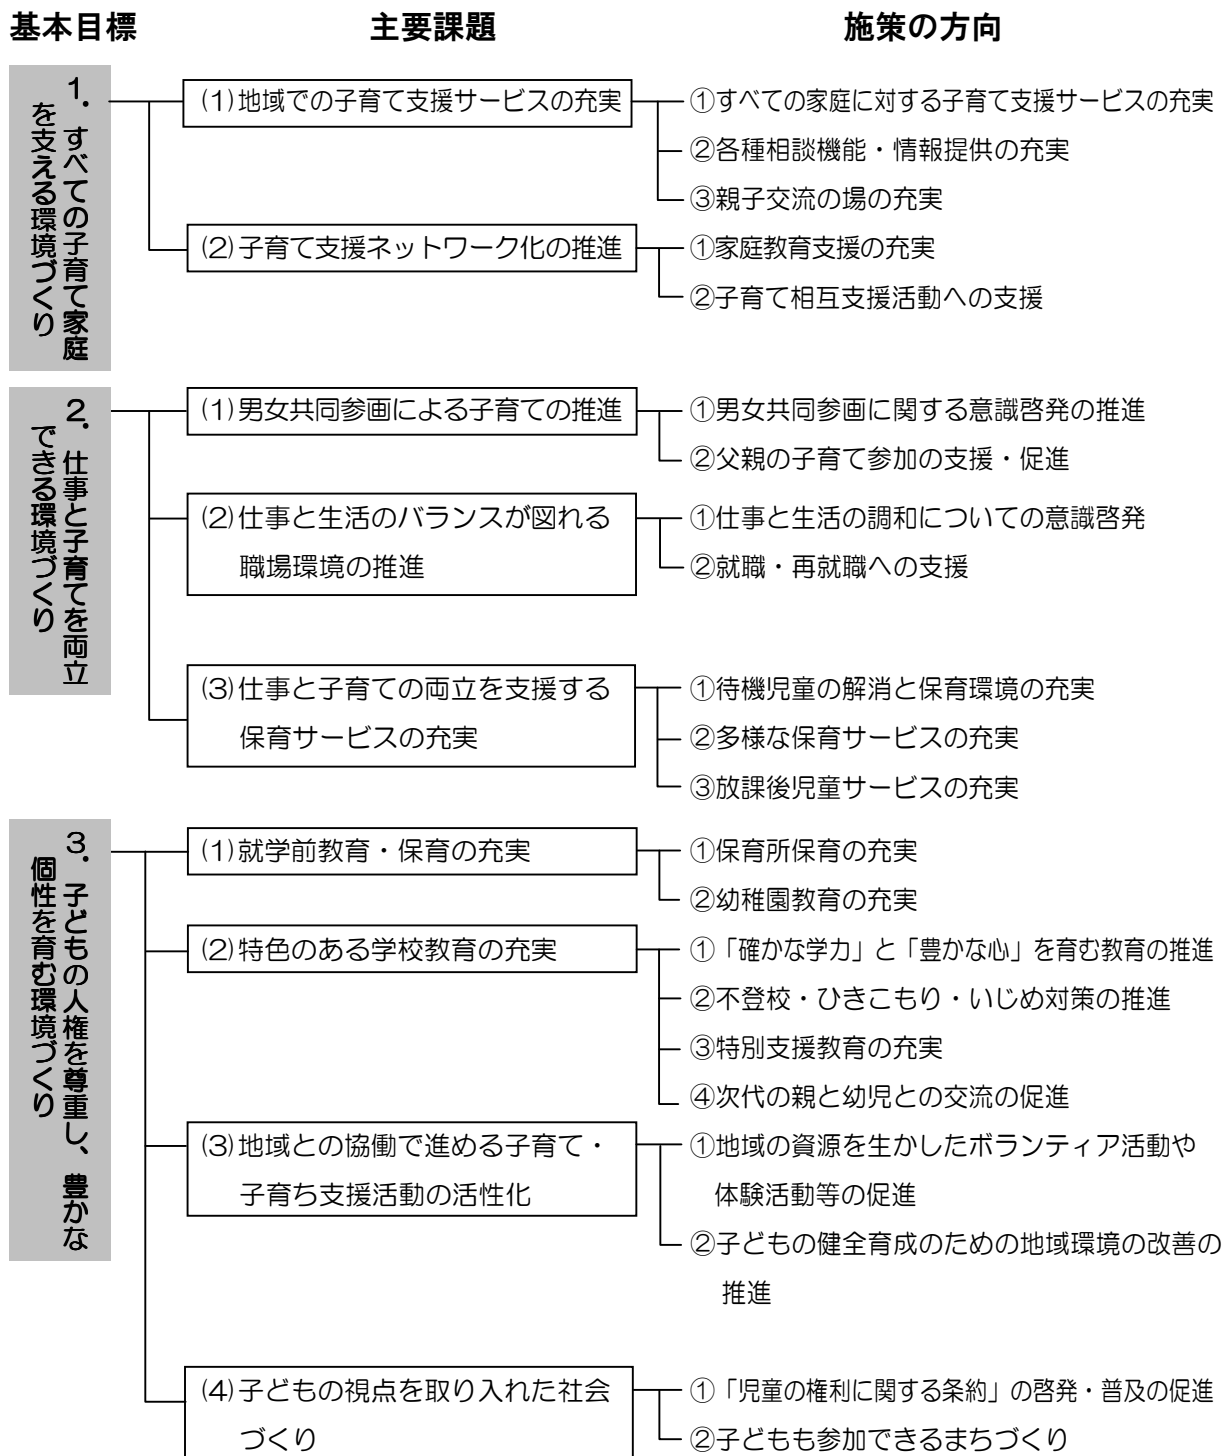 基本目標 主要課題 施策の方向
1．すべての子育て家庭
を支える環境づくり
(1)地域での子育て支援サービスの充実
①すべての家庭に対する子育て支援サービスの充実
②各種相談機能・情報提供の充実
③親子交流の場の充実
(2)子育て支援ネットワーク化の推進
①家庭教育支援の充実
②子育て相互支援活動への支援
2．仕事と子育てを両立
できる環境づくり
(1)男女共同参画による子育ての推進
①男女共同参画に関する意識啓発の推進
②父親の子育て参加の支援・促進
(2)仕事と生活のバランスが図れる
職場環境の推進
①仕事と生活の調和についての意識啓発
②就職・再就職への支援
(3)仕事と子育ての両立を支援する
保育サービスの充実
①待機児童の解消と保育環境の充実
②多様な保育サービスの充実
③放課後児童サービスの充実
3．子どもの人権を尊重し、豊かな
個性を育む環境づくり
(1)就学前教育・保育の充実
①保育所保育の充実
②幼稚園教育の充実
(2)特色のある学校教育の充実
①「確かな学力」と「豊かな心」を育む教育の推進
②不登校・ひきこもり・いじめ対策の推進
③特別支援教育の充実
④次代の親と幼児との交流の促進
(3)地域との協働で進める子育て・
子育ち支援活動の活性化
①地域の資源を生かしたボランティア活動や
体験活動等の促進
②子どもの健全育成のための地域環境の改善の
推進
(4)子どもの視点を取り入れた社会
づくり
①「児童の権利に関する条約」の啓発・普及の促進
②子どもも参加できるまちづくり